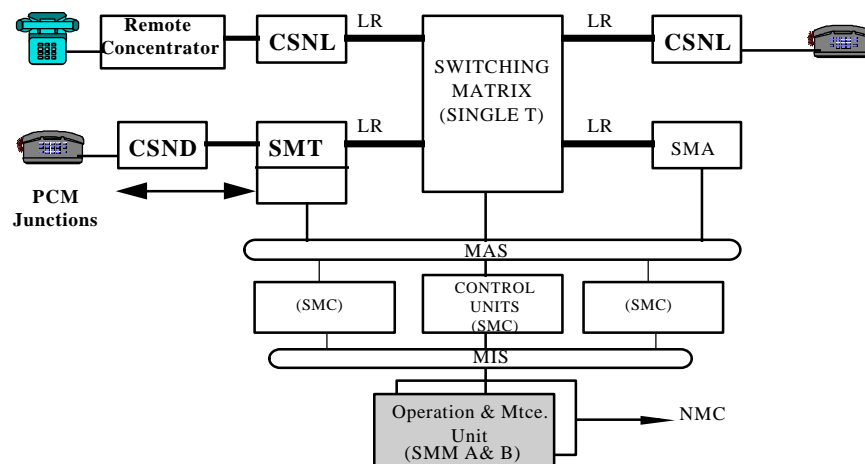 Remote
Concentrator
CSNL
LR
SWITCHING
MATRIX
(SINGLE T)
LR
CSNL
CSND
SMT
LR
LR
SMA
PCM
Junctions
MAS
(SMC)
CONTROL
UNITS
(SMC)
(SMC)
MIS
Operation & Mtce.
Unit
(SMM A& B)
NMC